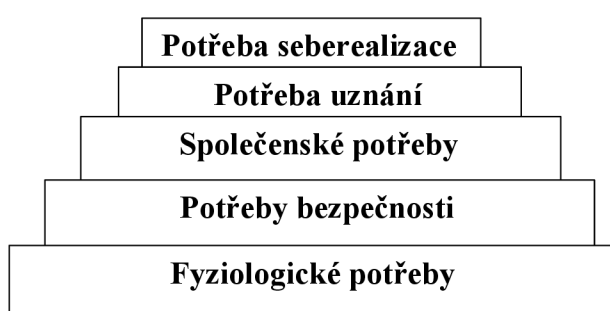 Potřeba seberealizace
Potřeba uznání
Společenské potřeby
Potřeby bezpečnosti
Fyziologické potřeby